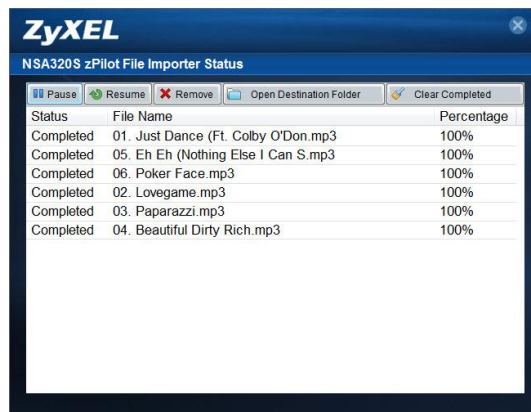 ZyXEL
NSA320S zPilot File Importer Status
Pause Resume Remove Open Destination Folder Clear Completed
Status File Name Percentage
Completed 01. Just Dance (Ft. Colby O'Don.mp3 100%
Completed 05. Eh Eh (Nothing Else I Can S.mp3 100%
Completed 06. Poker Face.mp3 100%
Completed 02. Lovegame.mp3 100%
Completed 03. Paparazzi.mp3 100%
Completed 04. Beautiful Dirty Rich.mp3 100%